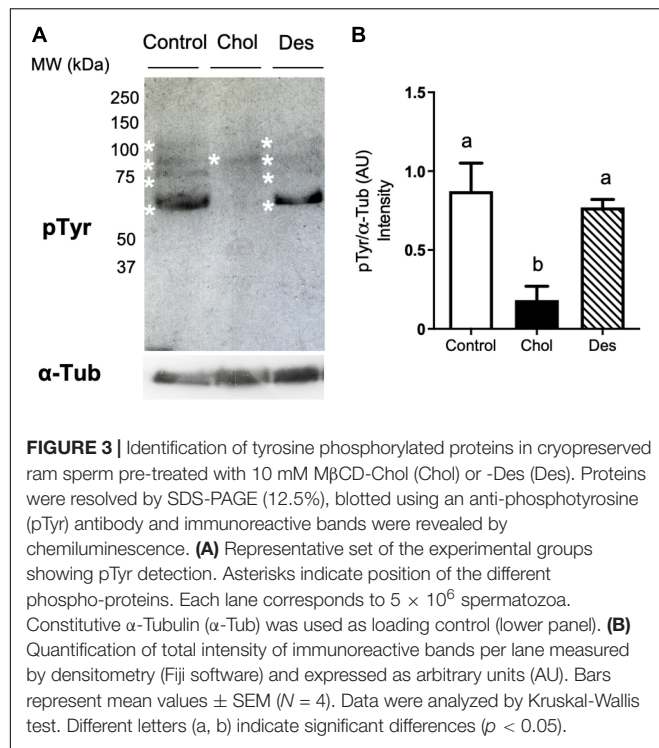 A
Control Chol Des
MW (kDa)
250
150
100
75
50
37
pTyr
α-Tub
* * * *
*
* * * *
B
1.5
1.0
0.5
0
pTyr/α-Tub (AU)
Intensity
a
b
a
Control Chol Des
FIGURE 3 | Identification of tyrosine phosphorylated proteins in cryopreserved
ram sperm pre-treated with 10 mM MβCD-Chol (Chol) or -Des (Des). Proteins
were resolved by SDS-PAGE (12.5%), blotted using an anti-phosphotyrosine
(pTyr) antibody and immunoreactive bands were revealed by
chemiluminescence. (A) Representative set of the experimental groups
showing pTyr detection. Asterisks indicate position of the different
phospho-proteins. Each lane corresponds to 5 × 10⁶ spermatozoa.
Constitutive α-Tubulin (α-Tub) was used as loading control (lower panel). (B)
Quantification of total intensity of immunoreactive bands per lane measured
by densitometry (Fiji software) and expressed as arbitrary units (AU). Bars
represent mean values ± SEM (N = 4). Data were analyzed by Kruskal-Wallis
test. Different letters (a, b) indicate significant differences (p < 0.05).